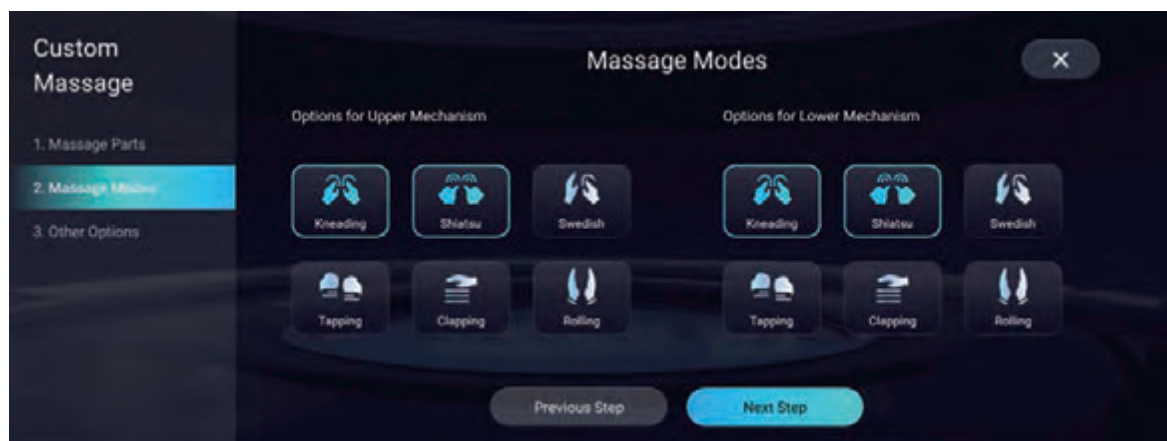 Custom
Massage
1. Massage Parts
2. Massage Modes
3. Other Options
Massage Modes
Options for Upper Mechanism
Kneading
Shiatsu
Swedish
Tapping
Clapping
Rolling
Options for Lower Mechanism
Kneading
Shiatsu
Swedish
Tapping
Clapping
Rolling
Previous Step
Next Step